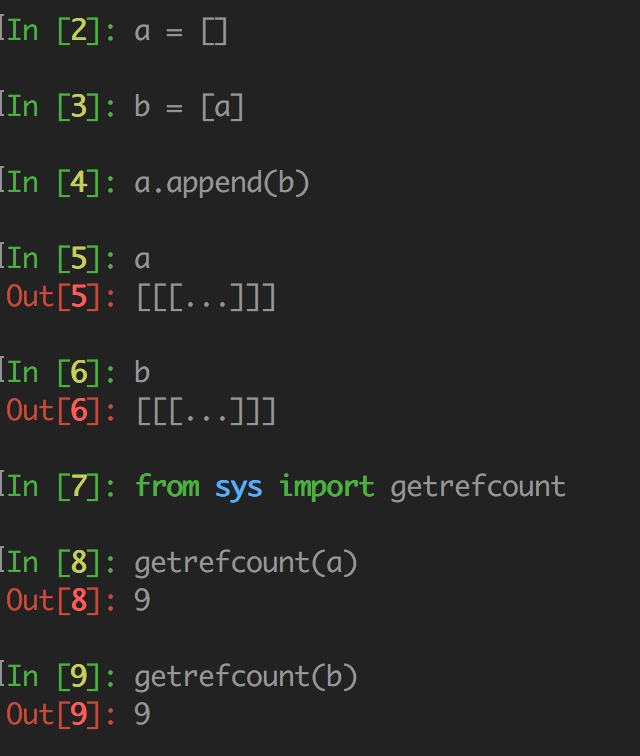 In [2]: a = []
In [3]: b = [a]
In [4]: a.append(b)
In [5]: a
Out[5]: [[[...]]]
In [6]: b
Out[6]: [[[...]]]
In [7]: from sys import getrefcount
In [8]: getrefcount(a)
Out[8]: 9
In [9]: getrefcount(b)
Out[9]: 9